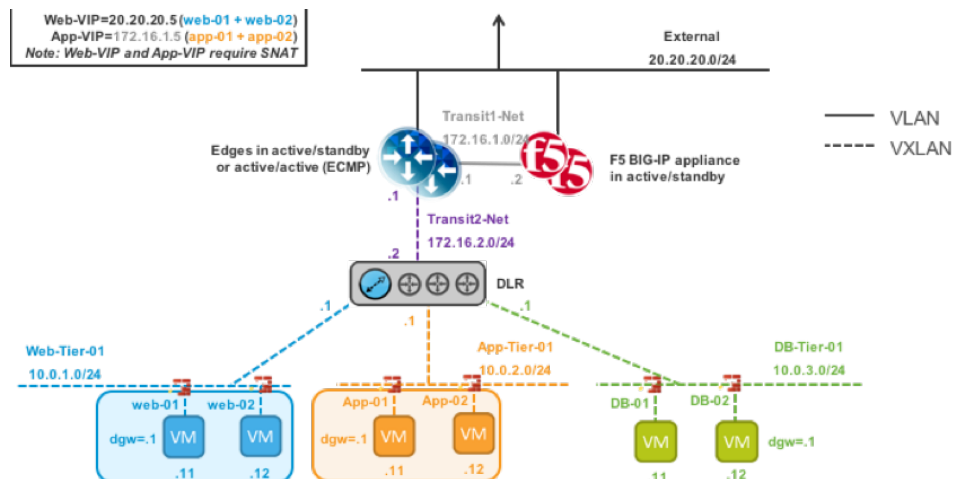 Web-VIP=20.20.20.5 (web-01 + web-02)
App-VIP=172.16.1.5 (app-01 + app-02)
Note: Web-VIP and App-VIP require SNAT
External
20.20.20.0/24
Transit1-Net
172.16.1.0/24
Edges in active/standby
or active/active (ECMP)
f5
f5
F5 BIG-IP appliance
in active/standby
VLAN
VXLAN
.1
.2
.1
Transit2-Net
172.16.2.0/24
.2
DLR
.1
.1
.1
Web-Tier-01
10.0.1.0/24
App-Tier-01
10.0.2.0/24
DB-Tier-01
10.0.3.0/24
web-01
web-02
App-01
App-02
DB-01
DB-02
dgw=.1
VM
VM
dgw=.1
VM
VM
VM
VM
dgw=.1
.11
.12
.11
.12
11
.12